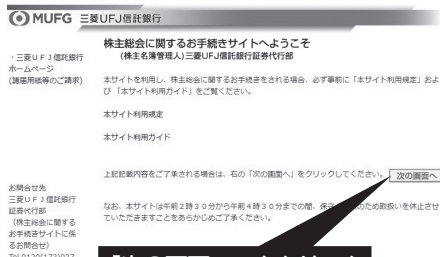 MUFG 三菱UFJ信託銀行
・三菱UFJ信託銀行
ホームページ
(諸届用紙等のご請求)
株主総会に関するお手続きサイトへようこそ
(株主名簿管理人)三菱UFJ信託銀行証券代行部
本サイトを利用し、株主総会に関するお手続きをされる場合、必ず事前に「本サイト利用規定」およ
び「本サイト利用ガイド」をご覧ください。
本サイト利用規定
本サイト利用ガイド
上記記載内容をご了承される場合は、右の「次の画面へ」をクリックしてください。 次の画面へ
なお、本サイトは午前2時30分から午前4時30分までの間、保守 のため取扱いを休止させ
ていただきますことをあらかじめご了承ください。
お問合せ先
三菱UFJ信託銀行
証券代行部
(株主総会に関する
お手続きサイトに係
るお問合せ)